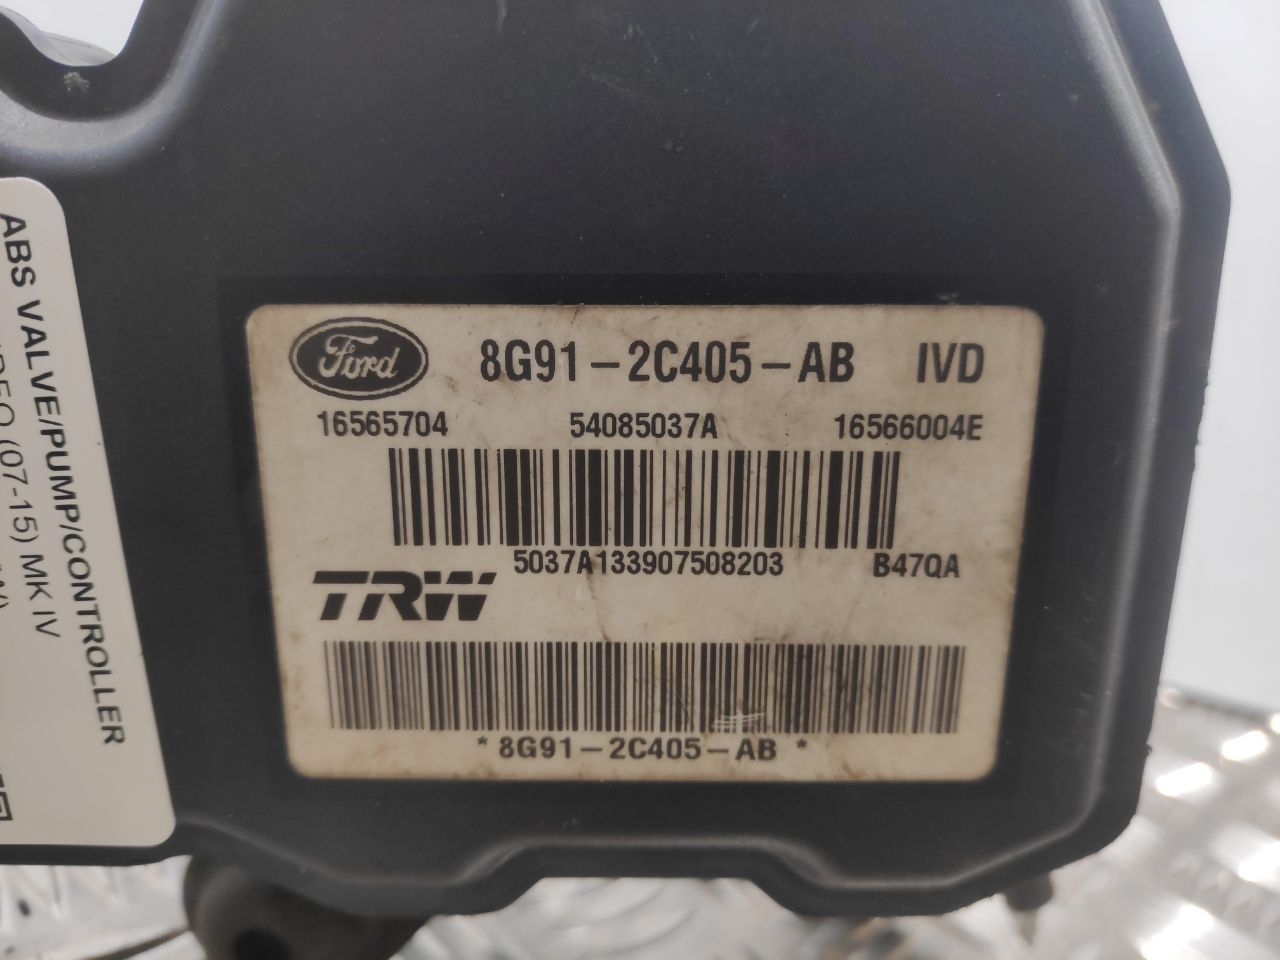 Ford 8G91-2C405-AB IVD
16565704 54085037A 16566004E
5037A133907508203 B47QA
TRW
*8G91-2C405-AB*
ABS VALVE/PUMP/CONTROLLER
(07-15) MK IV